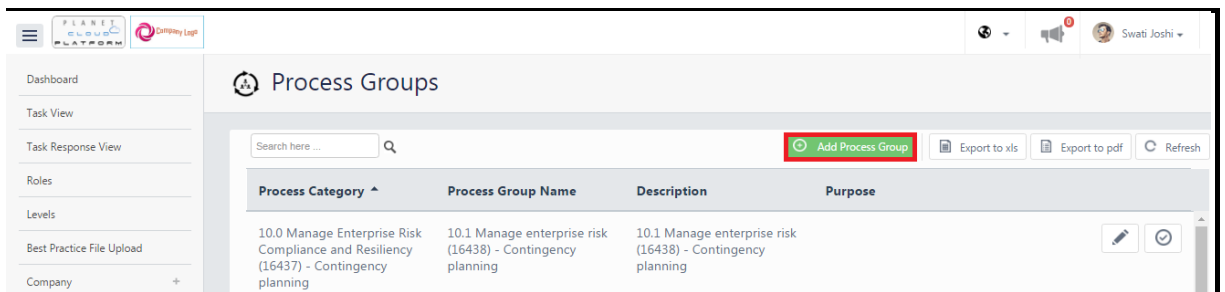 PLANET
CLOUD
PLATFORM
Company Logo
0
Swati Joshi
Dashboard
Process Groups
Task View
Task Response View
Search here ...
Add Process Group
Export to xls
Export to pdf
Refresh
Roles
Process Category
Process Group Name
Description
Purpose
Levels
Best Practice File Upload
Company +
10.0 Manage Enterprise Risk
Compliance and Resiliency
(16437) - Contingency
planning
10.1 Manage enterprise risk
(16438) - Contingency
planning
10.1 Manage enterprise risk
(16438) - Contingency
planning